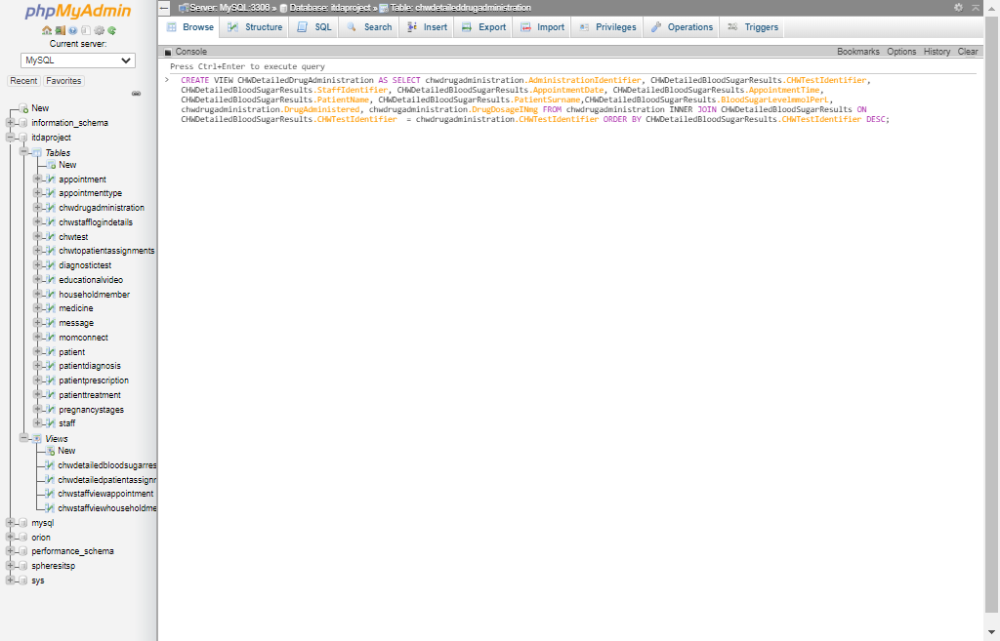 phpMyAdmin
Current server:
MySQL
Recent Favorites
New
information_schema
itdaproject
Tables
New
appointment
appointmenttype
chwdrugadministration
chwstafflogindetails
chwtest
chwtopatientassignments
diagnostictest
educationalvideo
householdmember
medicine
message
momconnect
patient
patientdiagnosis
patientprescription
patienttreatment
pregnancystages
staff
Views
New
chwdetailedbloodsugarres
chwdetailedpatientassignr
chwstaffviewappointment
chwstaffviewhouseholdme
mysql
orion
performance_schema
spheresitsp
sys
Server: MySQL:3308 » Database: itdaproject » Table: chwdetaileddrugadministration
Browse Structure SQL Search Insert Export Import Privileges Operations Triggers
Console Bookmarks Options History Clear
Press Ctrl+Enter to execute query
> CREATE VIEW CHWDetailedDrugAdministration AS SELECT chwdrugadministration.AdministrationIdentifier, CHWDetailedBloodSugarResults.CHWTestIdentifier,
CHWDetailedBloodSugarResults.StaffIdentifier, CHWDetailedBloodSugarResults.AppointmentDate, CHWDetailedBloodSugarResults.AppointmentTime,
CHWDetailedBloodSugarResults.PatientName, CHWDetailedBloodSugarResults.PatientSurname,CHWDetailedBloodSugarResults.BloodSugarLevelmmolPerL,
chwdrugadministration.DrugAdministered, chwdrugadministration.DrugDosageINmg FROM chwdrugadministration INNER JOIN CHWDetailedBloodSugarResults ON
CHWDetailedBloodSugarResults.CHWTestIdentifier = chwdrugadministration.CHWTestIdentifier ORDER BY CHWDetailedBloodSugarResults.CHWTestIdentifier DESC;